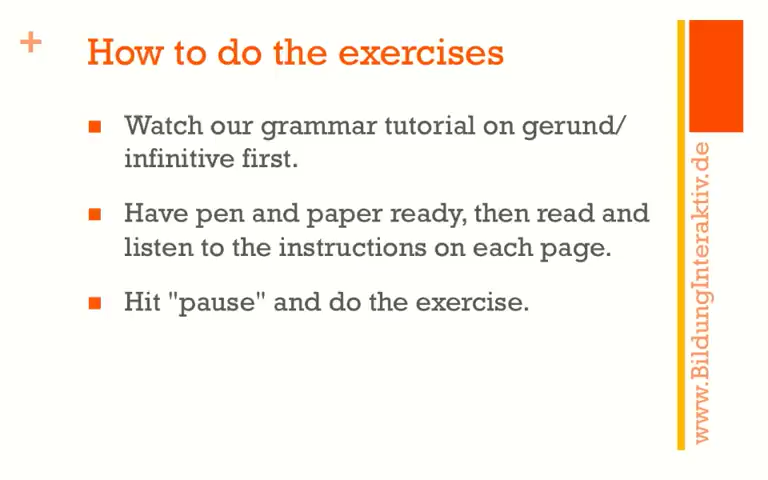 +
How to do the exercises
■ Watch our grammar tutorial on gerund/
infinitive first.
■ Have pen and paper ready, then read and
listen to the instructions on each page.
■ Hit "pause" and do the exercise.
www.BildungInteraktiv.de